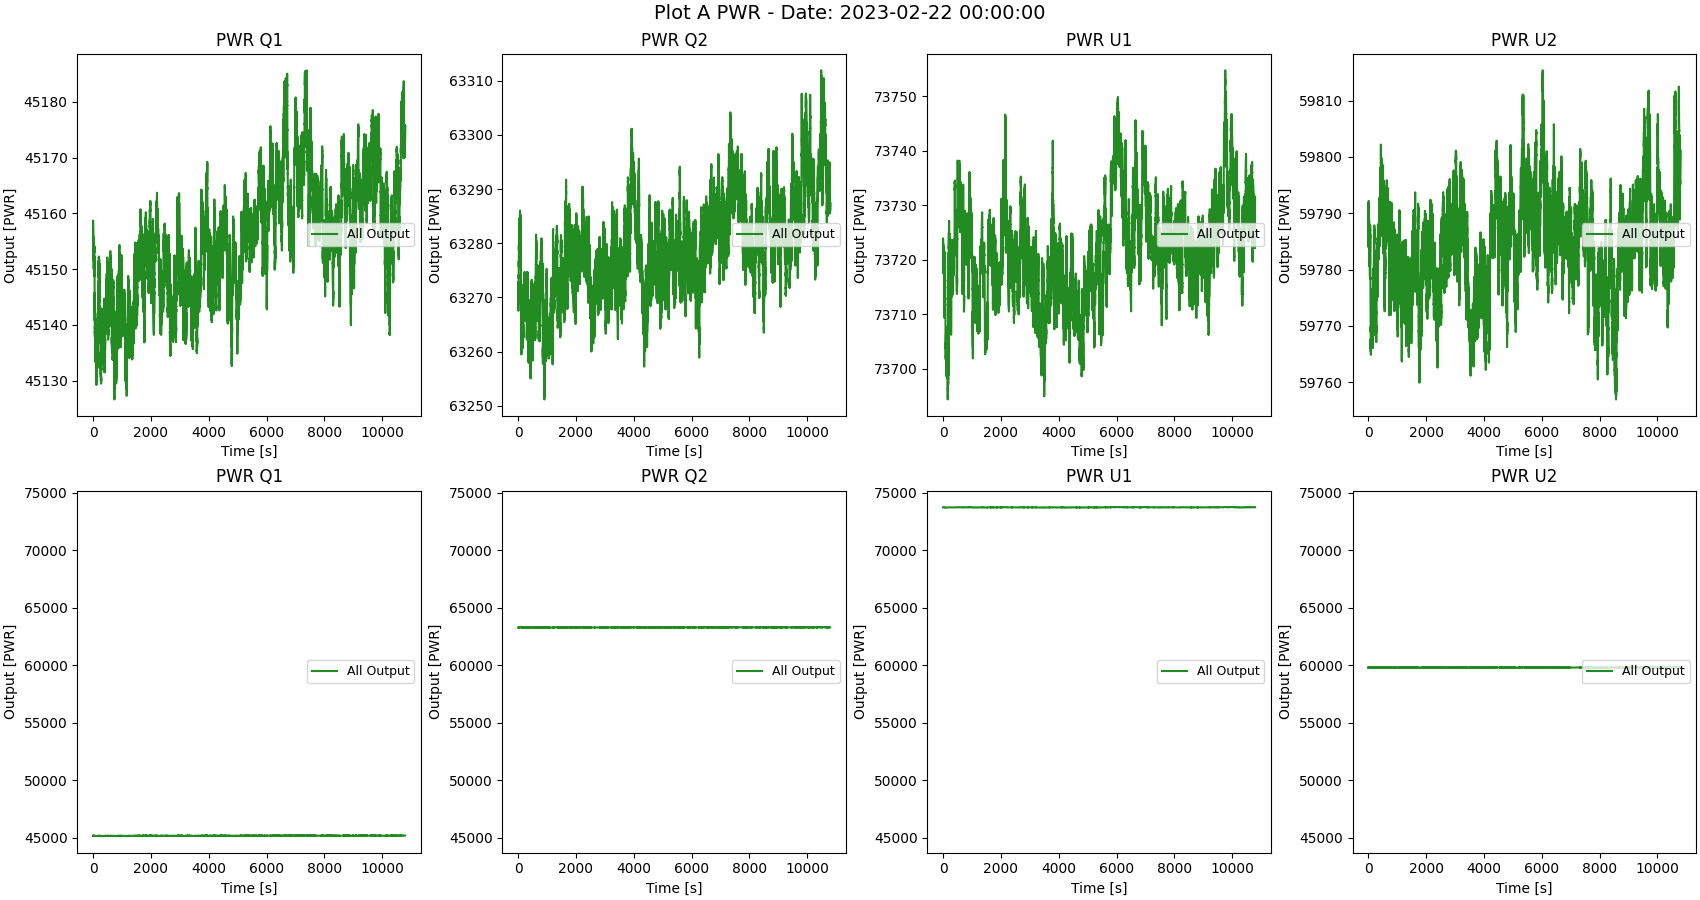 Plot A PWR - Date: 2023-02-22 00:00:00
PWR Q1
45180
45170
45160
45150
45140
45130
Output [PWR]
All Output
0 2000 4000 6000 8000 10000
Time [s]
PWR Q2
63310
63300
63290
63280
63270
63260
63250
Output [PWR]
All Output
0 2000 4000 6000 8000 10000
Time [s]
PWR U1
73750
73740
73730
73720
73710
73700
Output [PWR]
All Output
0 2000 4000 6000 8000 10000
Time [s]
PWR U2
59810
59800
59790
59780
59770
59760
Output [PWR]
All Output
0 2000 4000 6000 8000 10000
Time [s]
PWR Q1
75000
70000
65000
60000
55000
50000
45000
Output [PWR]
All Output
0 2000 4000 6000 8000 10000
Time [s]
PWR Q2
75000
70000
65000
60000
55000
50000
45000
Output [PWR]
All Output
0 2000 4000 6000 8000 10000
Time [s]
PWR U1
75000
70000
65000
60000
55000
50000
45000
Output [PWR]
All Output
0 2000 4000 6000 8000 10000
Time [s]
PWR U2
75000
70000
65000
60000
55000
50000
45000
Output [PWR]
All Output
0 2000 4000 6000 8000 10000
Time [s]